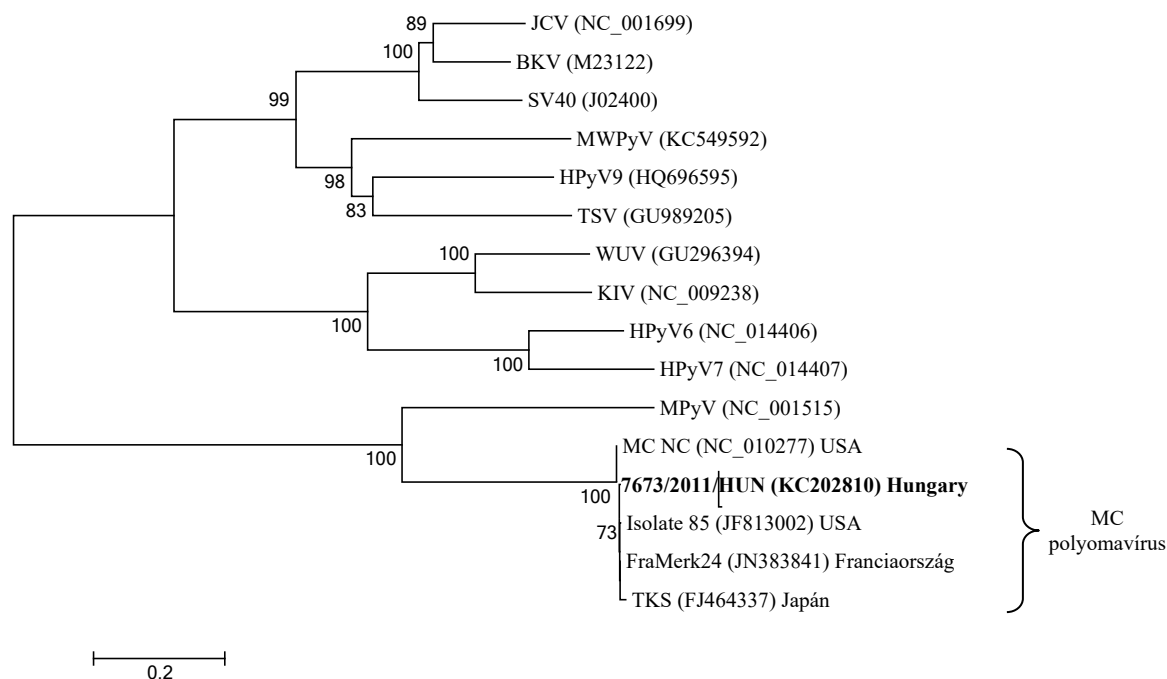 89
JCV (NC_001699)
100
BKV (M23122)
SV40 (J02400)
99
MWPyV (KC549592)
98
HPyV9 (HQ696595)
83
TSV (GU989205)
100
WUV (GU296394)
KIV (NC_009238)
100
HPyV6 (NC_014406)
100
HPyV7 (NC_014407)
MPyV (NC_001515)
100
MC NC (NC_010277) USA
100
7673/2011/HUN (KC202810) Hungary
Isolate 85 (JF813002) USA
73
FraMerk24 (JN383841) Franciaország
TKS (FJ464337) Japán
MC
polyomavírus
0.2